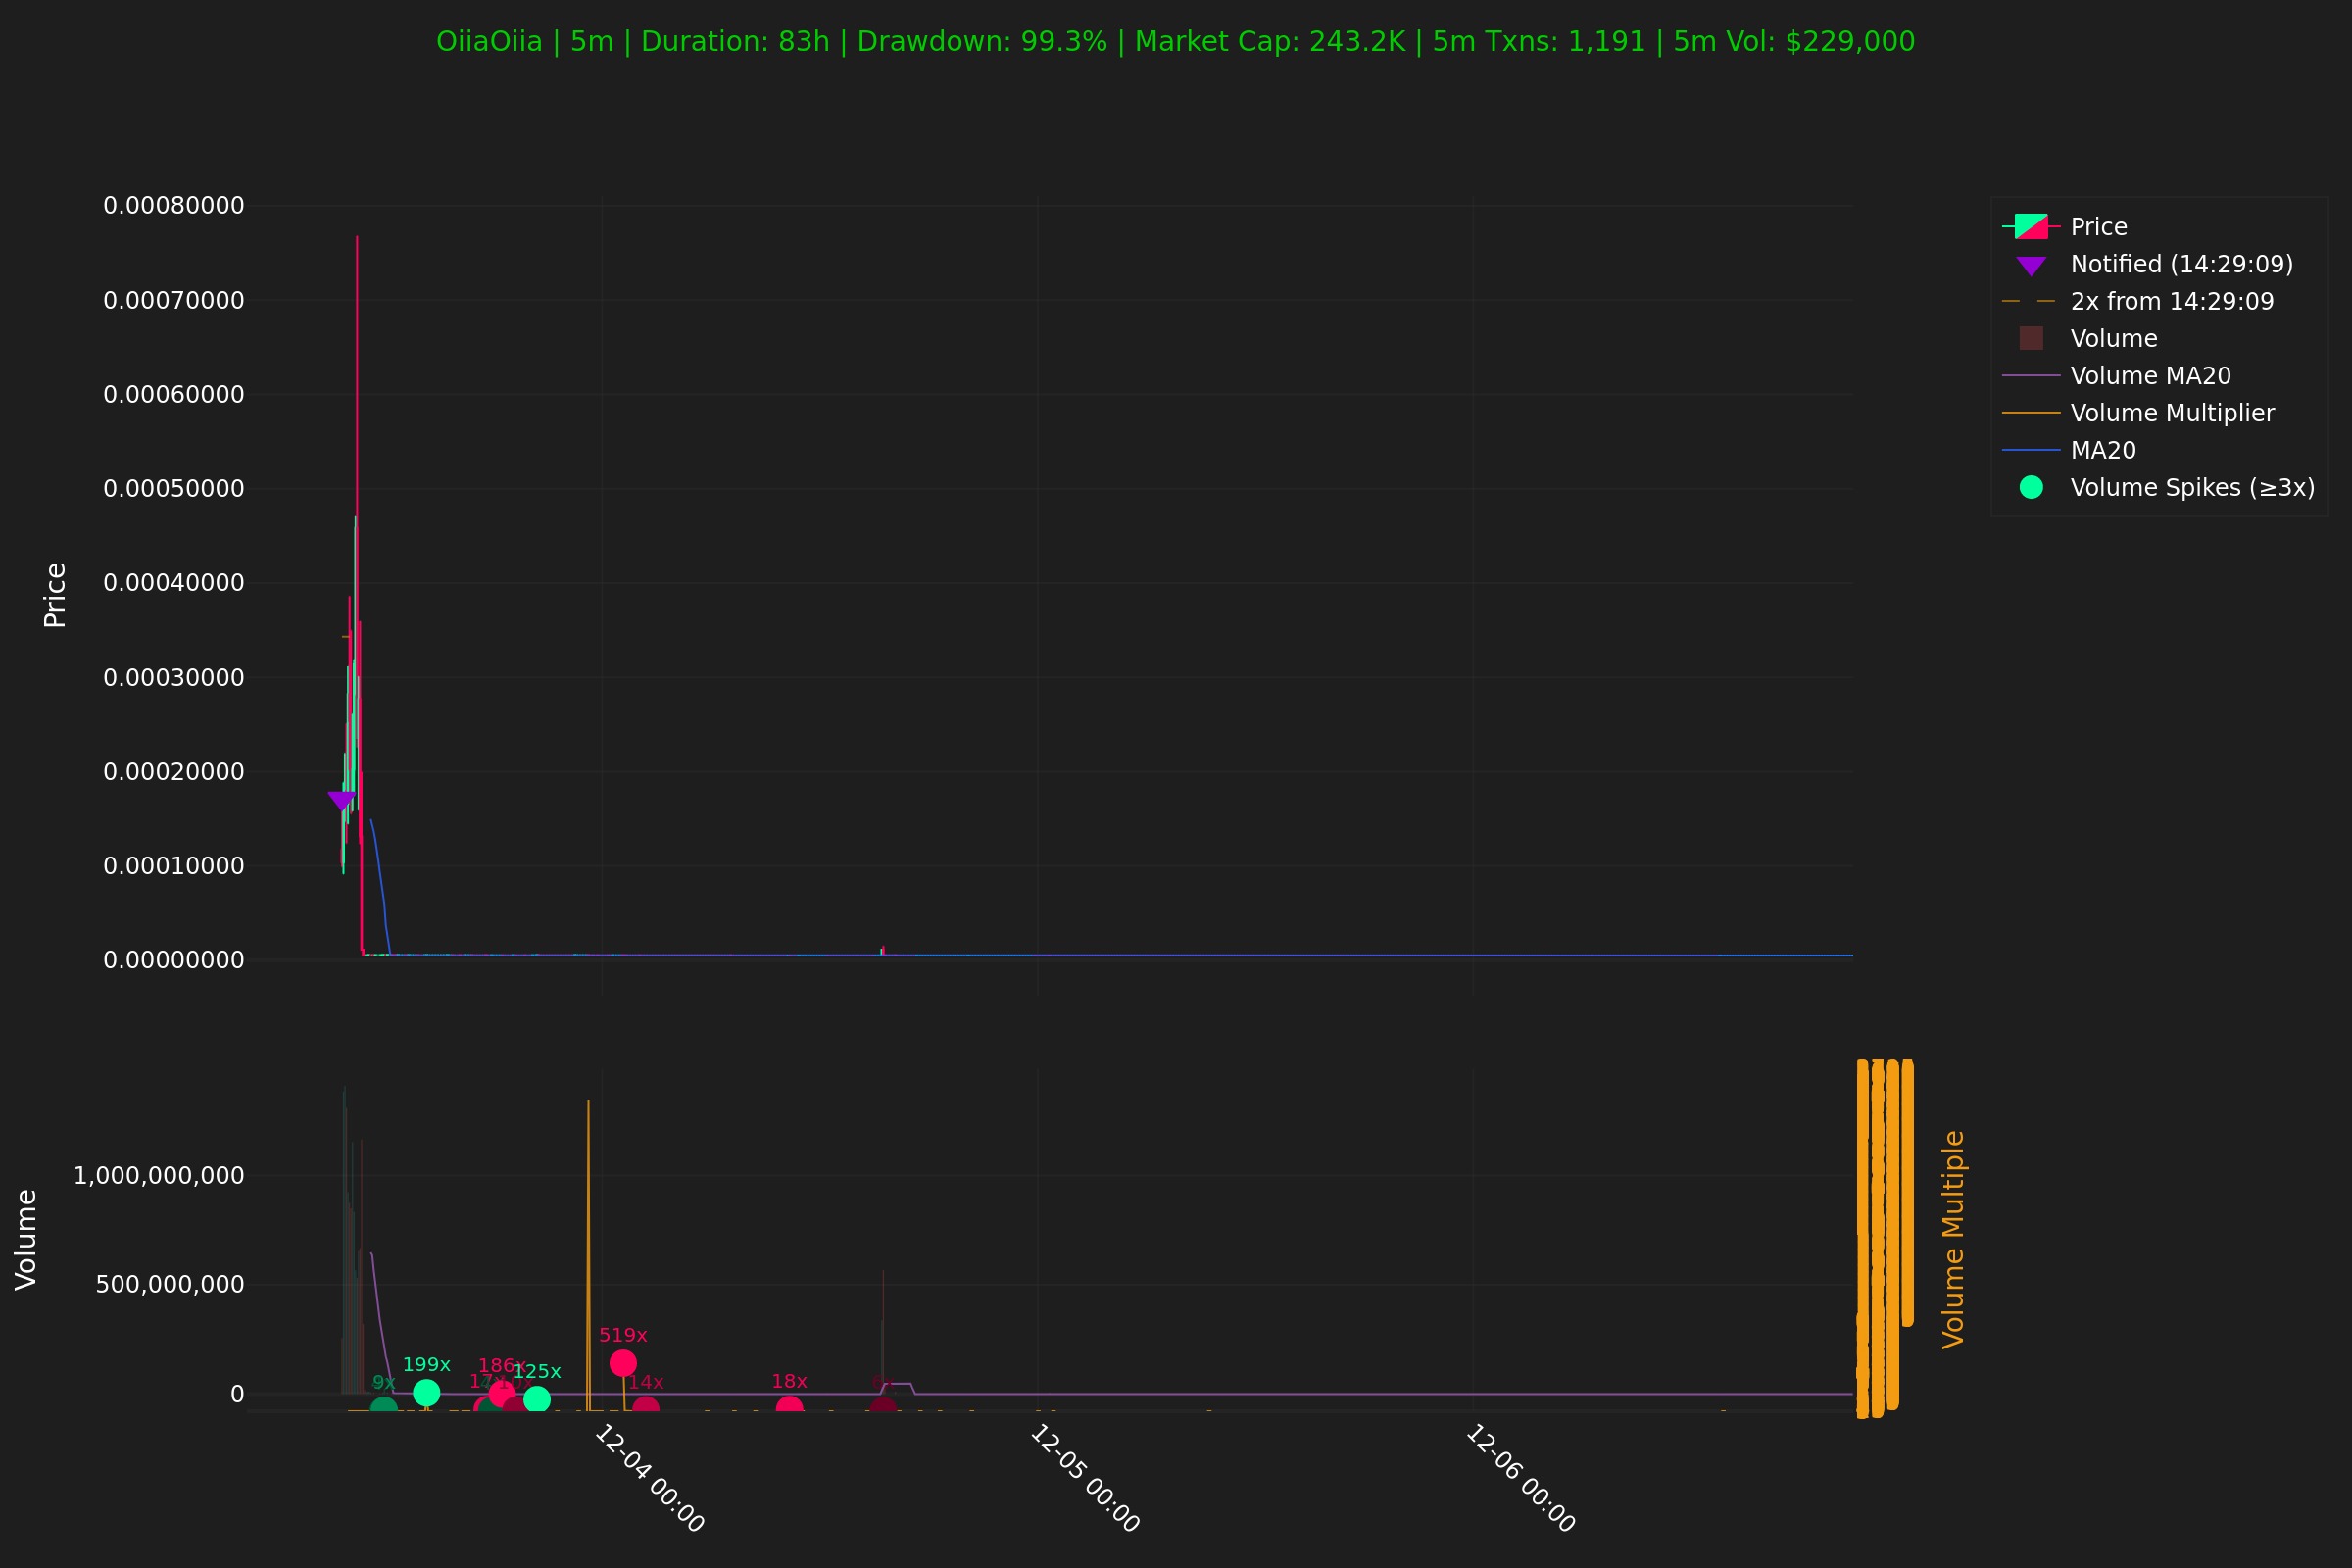 OiiaOiia | 5m | Duration: 83h | Drawdown: 99.3% | Market Cap: 243.2K | 5m Txns: 1,191 | 5m Vol: $229,000
0.00080000
0.00070000
0.00060000
0.00050000
0.00040000
0.00030000
0.00020000
0.00010000
0.00000000
Price
Price
Notified (14:29:09)
2x from 14:29:09
Volume
Volume MA20
Volume Multiplier
MA20
Volume Spikes (≥3x)
1,000,000,000
500,000,000
0
Volume
9x
199x
186x
125x
519x
14x
18x
Volume Multiple
12-04 00:00
12-05 00:00
12-06 00:00